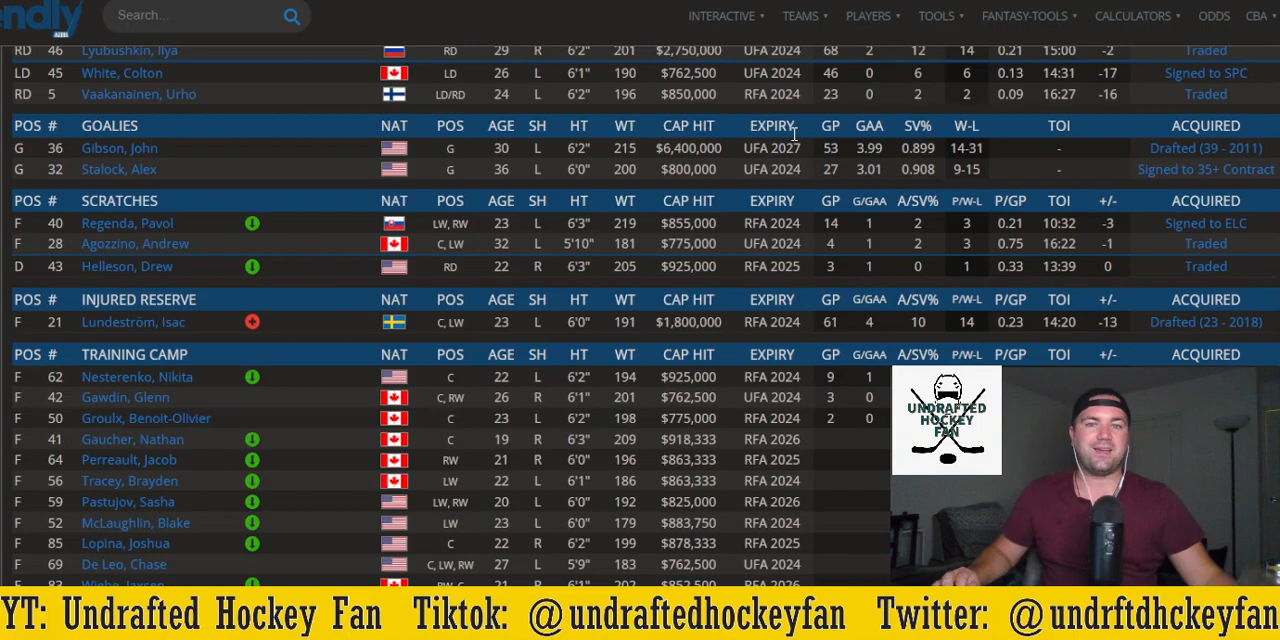 endly
Search...
INTERACTIVE TEAMS PLAYERS TOOLS FANTASY-TOOLS CALCULATORS ODDS CBA
RD 46 Lyubushkin, Ilya RD 29 R 6'2" 201 $2,750,000 UFA 2024 68 2 12 14 0.21 15:00 -2 Traded
LD 45 White, Colton LD 26 L 6'1" 190 $762,500 UFA 2024 46 0 6 6 0.13 14:31 -17 Signed to SPC
RD 5 Vaakanainen, Urho LD/RD 24 L 6'2" 196 $850,000 RFA 2024 23 0 2 2 0.09 16:27 -16 Traded
POS # GOALIES NAT POS AGE SH HT WT CAP HIT EXPIRY GP GAA SV% W-L TOI ACQUIRED
G 36 Gibson, John G 30 L 6'2" 215 $6,400,000 UFA 2027 53 3.99 0.899 14-31 - Drafted (39 - 2011)
G 32 Stalock, Alex G 36 L 6'0" 200 $800,000 UFA 2024 27 3.01 0.908 9-15 - Signed to 35+ Contract
POS # SCRATCHES NAT POS AGE SH HT WT CAP HIT EXPIRY GP G/GAA A/SV% P/W-L P/GP TOI +/- ACQUIRED
F 40 Regenda, Pavol LW, RW 23 L 6'3" 219 $855,000 RFA 2024 14 1 2 3 0.21 10:32 -3 Signed to ELC
F 28 Agozzino, Andrew C, LW 32 L 5'10" 181 $775,000 UFA 2024 4 1 2 3 0.75 16:22 -1 Traded
D 43 Helleson, Drew RD 22 R 6'3" 205 $925,000 RFA 2025 3 1 0 1 0.33 13:39 0 Traded
POS # INJURED RESERVE NAT POS AGE SH HT WT CAP HIT EXPIRY GP G/GAA A/SV% P/W-L P/GP TOI +/- ACQUIRED
F 21 Lundeström, Isac C, LW 23 L 6'0" 191 $1,800,000 RFA 2024 61 4 10 14 0.23 14:20 -13 Drafted (23 - 2018)
POS # TRAINING CAMP NAT POS AGE SH HT WT CAP HIT EXPIRY GP G/GAA A/SV% P/W-L P/GP TOI +/- ACQUIRED
F 62 Nesterenko, Nikita C 22 L 6'2" 194 $925,000 RFA 2024 9 1
F 42 Gawdin, Glenn C, RW 26 R 6'1" 201 $762,500 RFA 2024 3 0
F 50 Groulx, Benoit-Olivier C 23 L 6'2" 198 $775,000 RFA 2024 2 0
F 41 Gaucher, Nathan C 19 R 6'3" 209 $918,333 RFA 2026
F 64 Perreault, Jacob RW 21 R 6'0" 196 $863,333 RFA 2025
F 56 Tracey, Brayden LW 22 L 6'1" 186 $863,333 RFA 2025
F 59 Pastujov, Sasha LW, RW 20 L 6'0" 192 $825,000 RFA 2026
F 52 McLaughlin, Blake LW 23 L 6'0" 179 $883,750 RFA 2024
F 85 Lopina, Joshua C 22 R 6'2" 199 $878,333 RFA 2025
F 69 De Leo, Chase C, LW, RW 27 L 5'9" 183 $762,500 UFA 2024
F 83 Wiebe, Jaxsen RW, C 21 R 6'1" 202 $852,500 RFA 2026
UNDRAFTED
HOCKEY
FAN
YT: Undrafted Hockey Fan Tiktok: @undraftedhockeyfan Twitter: @undrftdhckeyfan